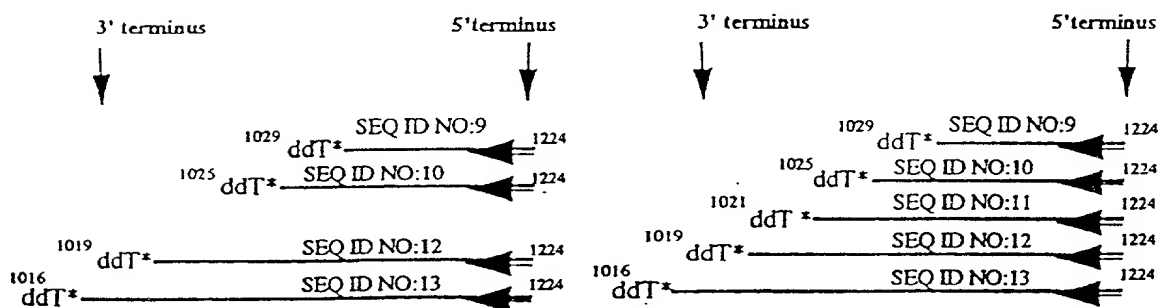 3' terminus 5'terminus
1029 ddT* SEQ ID NO:9 1224
1025 ddT* SEQ ID NO:10 1224
1019 ddT* SEQ ID NO:12 1224
1016 ddT* SEQ ID NO:13 1224
3' terminus 5'terminus
1029 ddT* SEQ ID NO:9 1224
1025 ddT* SEQ ID NO:10 1224
1021 ddT * SEQ ID NO:11 1224
1019 ddT* SEQ ID NO:12 1224
1016 ddT* SEQ ID NO:13 1224